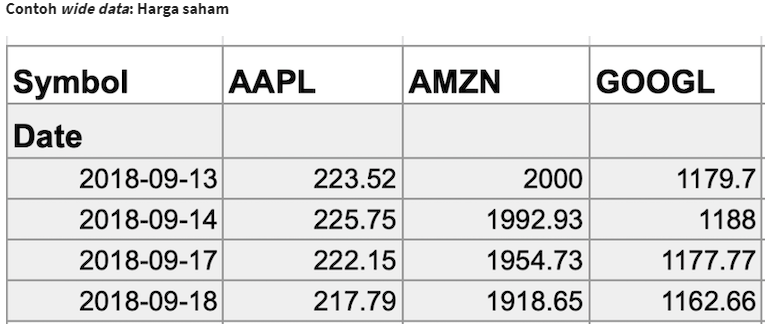 Contoh wide data: Harga saham
Symbol AAPL AMZN GOOGL
Date
2018-09-13 223.52 2000 1179.7
2018-09-14 225.75 1992.93 1188
2018-09-17 222.15 1954.73 1177.77
2018-09-18 217.79 1918.65 1162.66